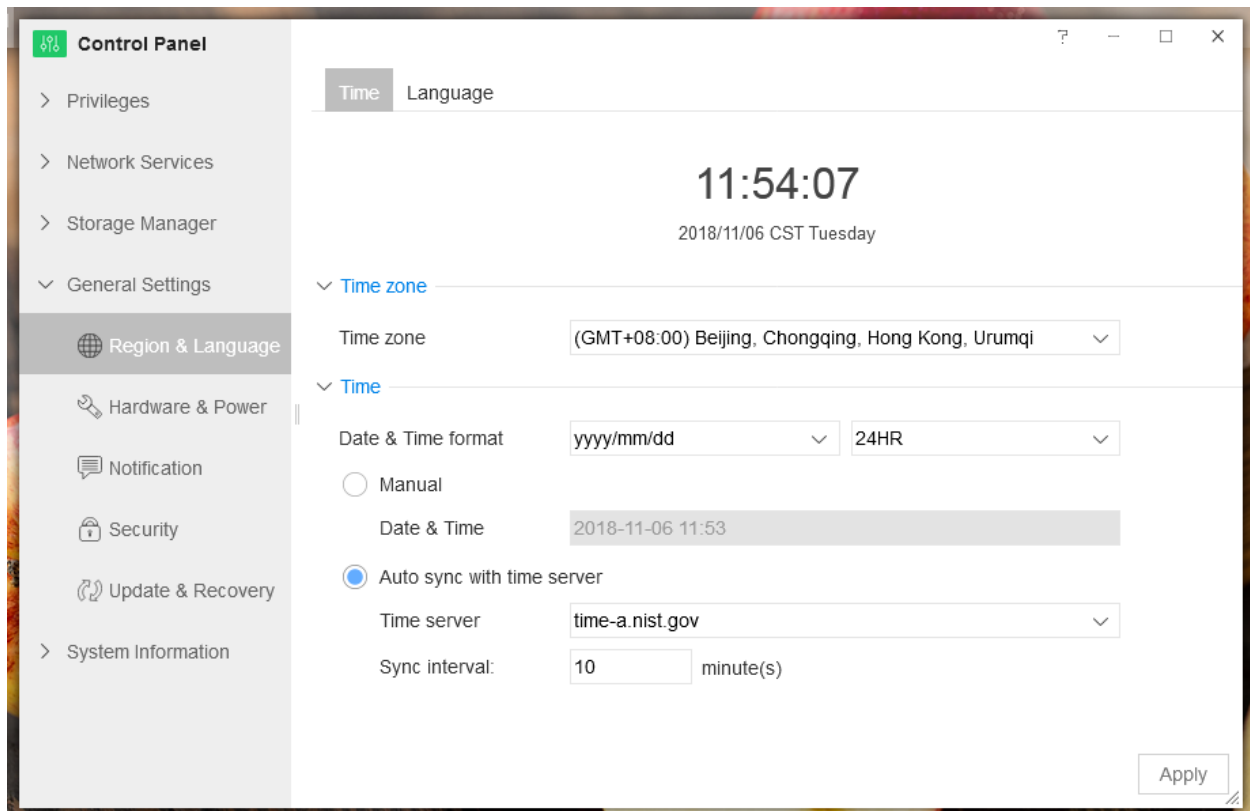 Control Panel
Privileges
Network Services
Storage Manager
General Settings
Region & Language
Hardware & Power
Notification
Security
Update & Recovery
System Information
Time Language
11:54:07
2018/11/06 CST Tuesday
Time zone
Time zone (GMT+08:00) Beijing, Chongqing, Hong Kong, Urumqi
Time
Date & Time format yyyy/mm/dd 24HR
Manual
Date & Time 2018-11-06 11:53
Auto sync with time server
Time server time-a.nist.gov
Sync interval: 10 minute(s)
Apply